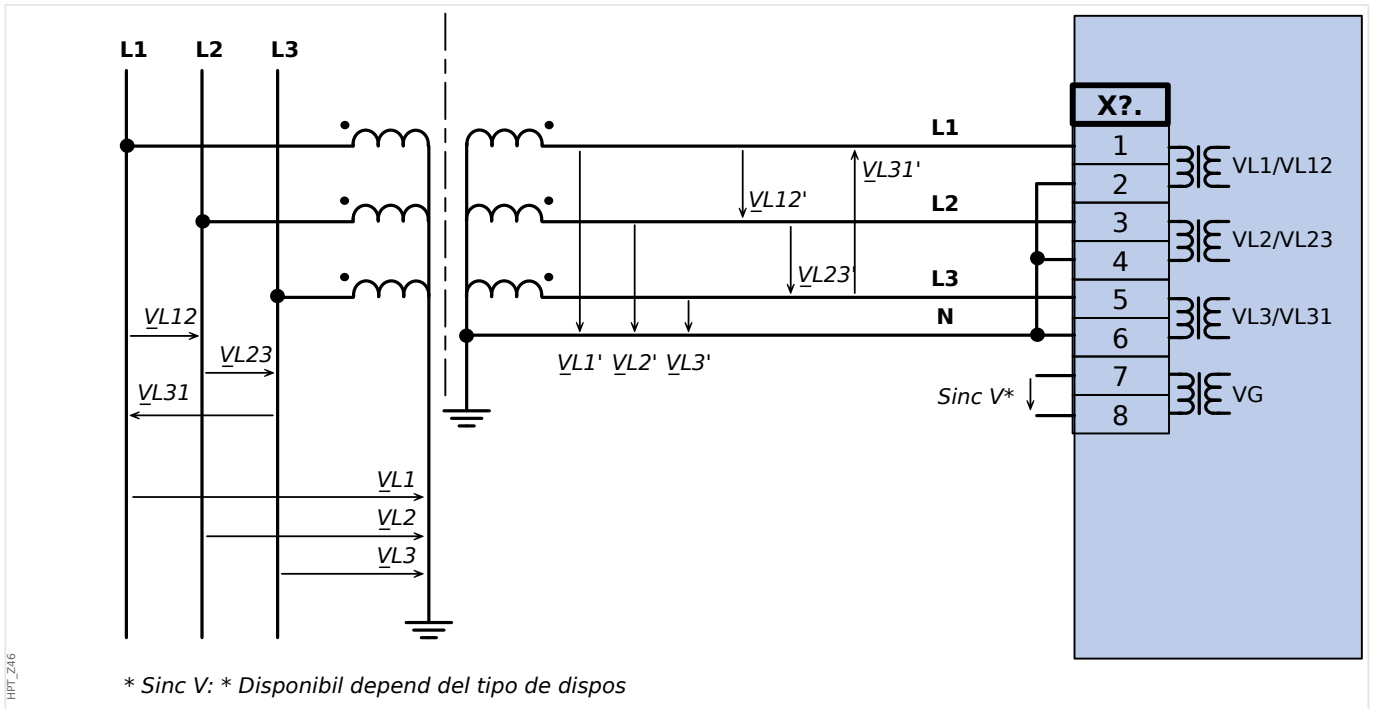 L1 L2 L3
X?.
L1
1
VL31'
VL1/VL12
2
VL12'
L2
3
VL2/VL23
4
VL23'
L3
5
VL12
N
VL3/VL31
6
VL23
VL1' VL2' VL3'
7
VL31
Sinc V*
VG
8
VL1
VL2
VL3
HPT_Z46
* Sinc V: * Disponibil depend del tipo de dispos